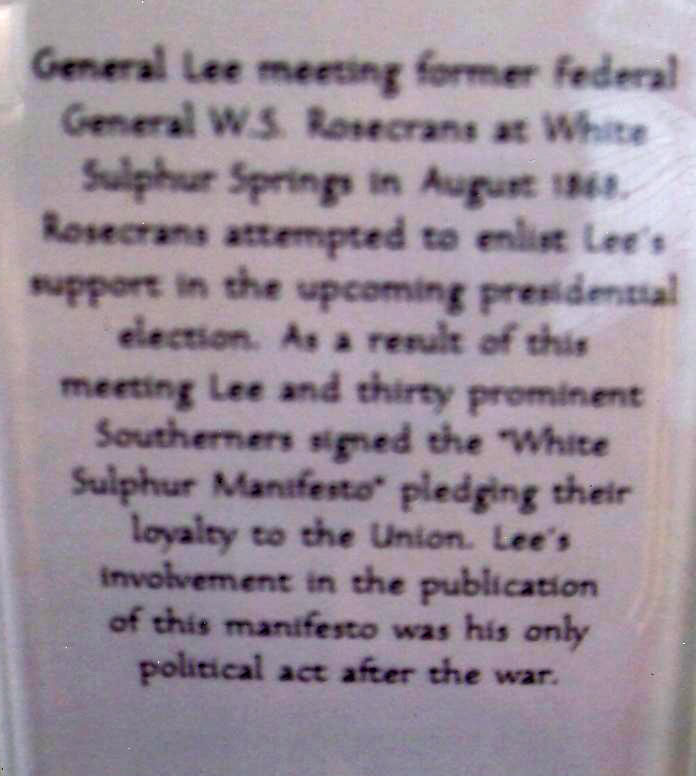 General Lee meeting former Federal
General W.S. Rosecrans at White
Sulphur Springs in August 1868.
Rosecrans attempted to enlist Lee's
support in the upcoming presidential
election. As a result of this
meeting Lee and thirty prominent
Southerners signed the "White
Sulphur Manifesto" pledging their
loyalty to the Union. Lee's
involvement in the publication
of this manifesto was his only
political act after the war.